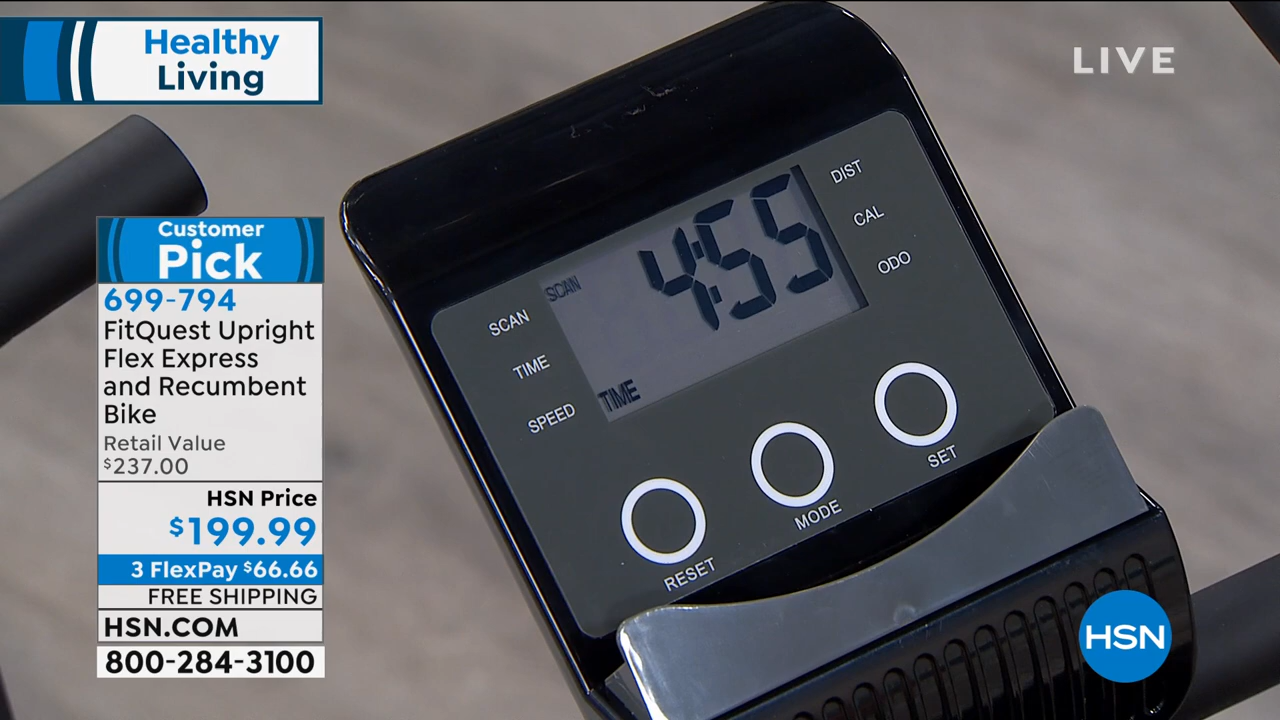 Healthy
Living
LIVE
Customer
Pick
699-794
FitQuest Upright
Flex Express
and Recumbent
Bike
Retail Value
$237.00
HSN Price
$199.99
3 FlexPay $66.66
FREE SHIPPING
HSN.COM
800-284-3100
SCAN
4:55
TIME
SCAN
TIME
SPEED
DIST
CAL
ODO
RESET
MODE
SET
HSN